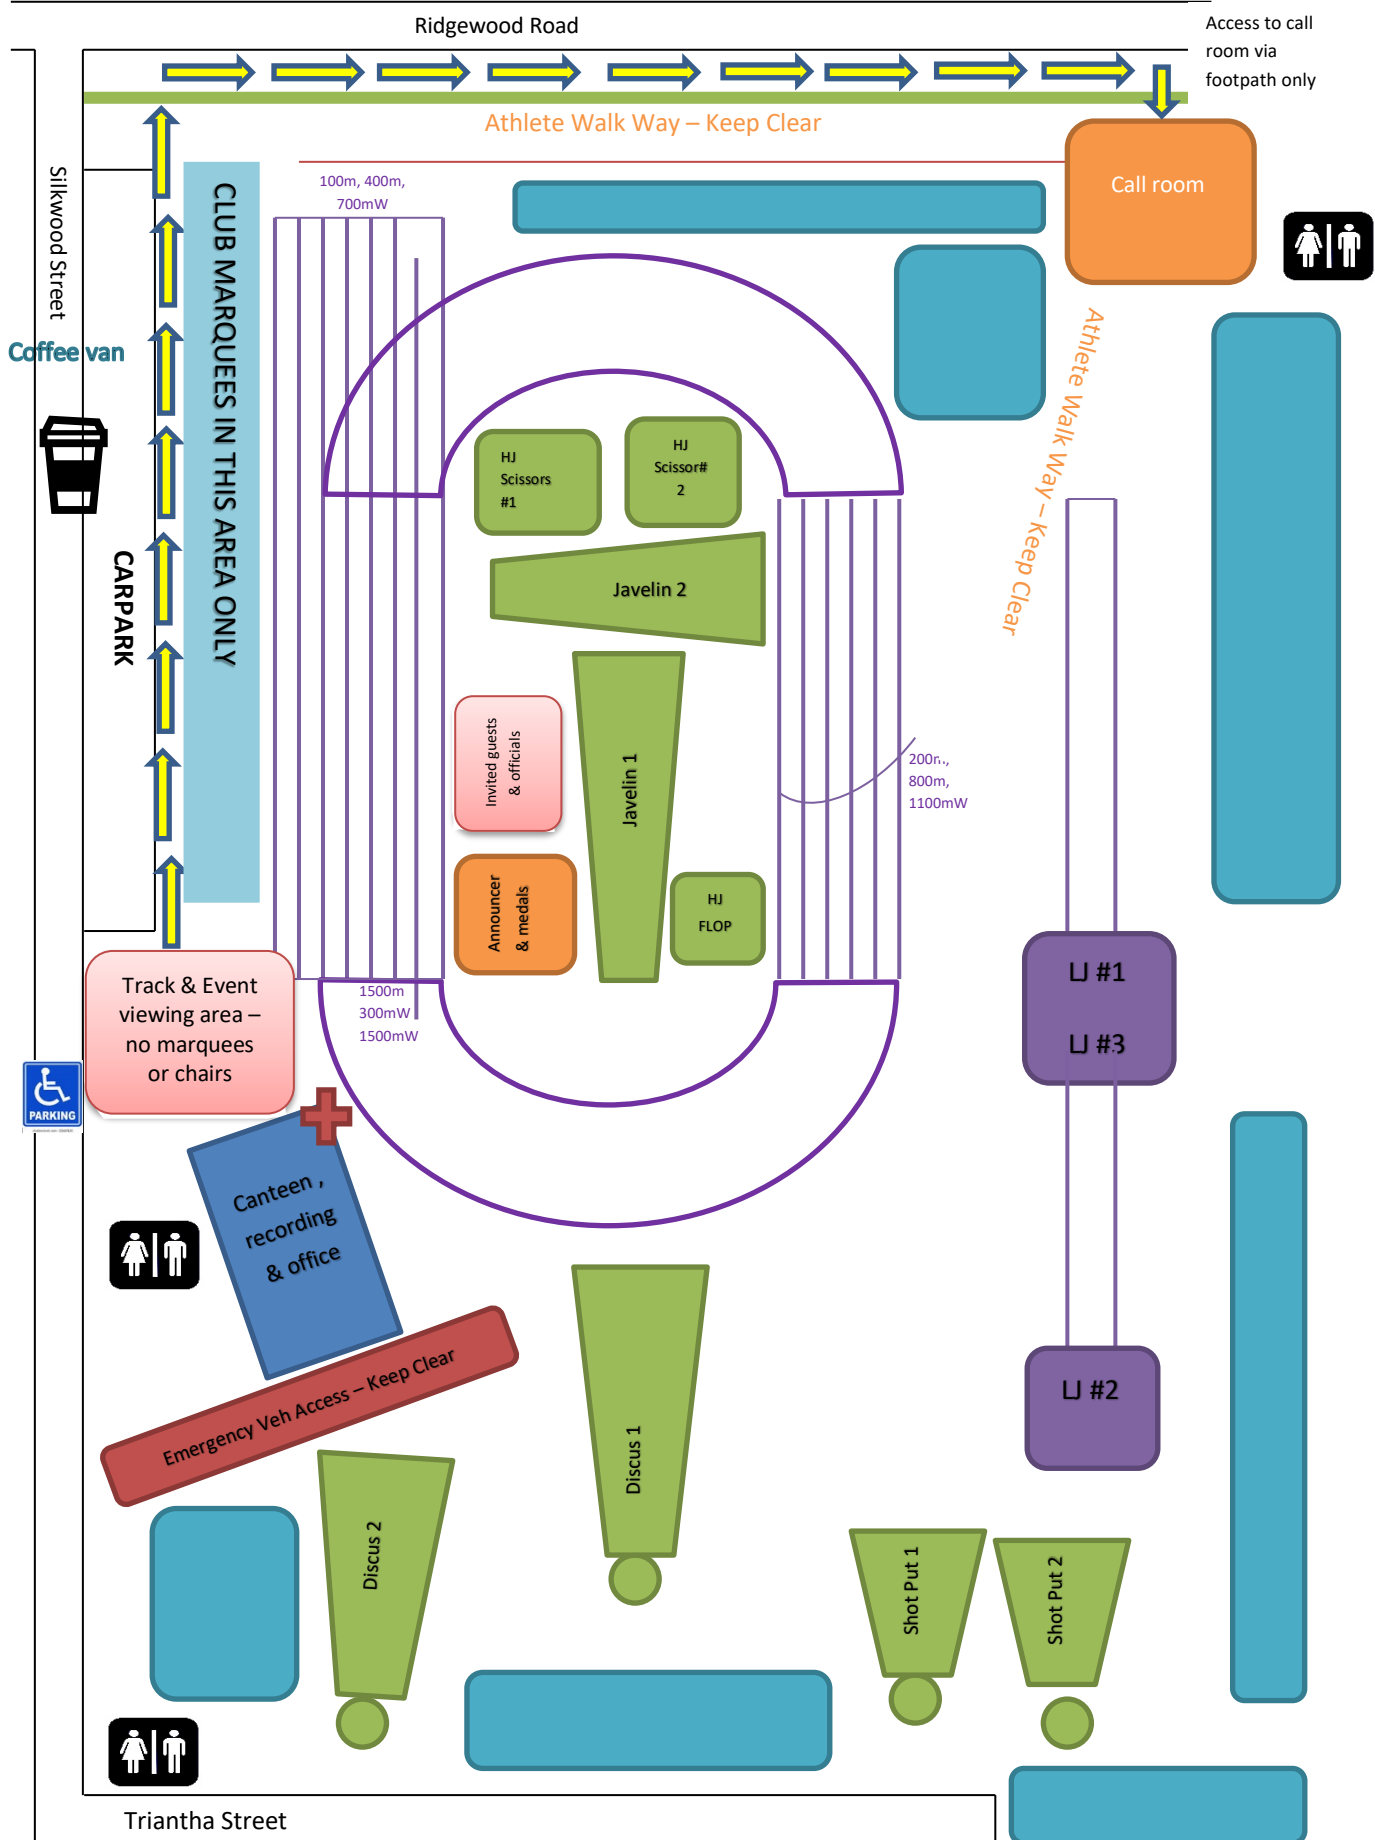 Ridgewood Road
Access to call
room via
footpath only
Athlete Walk Way – Keep Clear
Call room
100m, 400m,
700mW
Silkwood Street
CLUB MARQUEES IN THIS AREA ONLY
Coffee van
CARPARK
Athlete Walk Way – Keep Clear
HJ
Scissors
#1
HJ
Scissor#
2
Javelin 2
Invited guests
& officials
Javelin 1
200m,
800m,
1100mW
Announcer
& medals
HJ
FLOP
Track & Event
viewing area –
no marquees
or chairs
1500m
300mW
1500mW
LJ #1
LJ #3
PARKING
Canteen ,
recording
& office
Emergency Veh Access – Keep Clear
LJ #2
Discus 1
Discus 2
Shot Put 1
Shot Put 2
Triantha Street